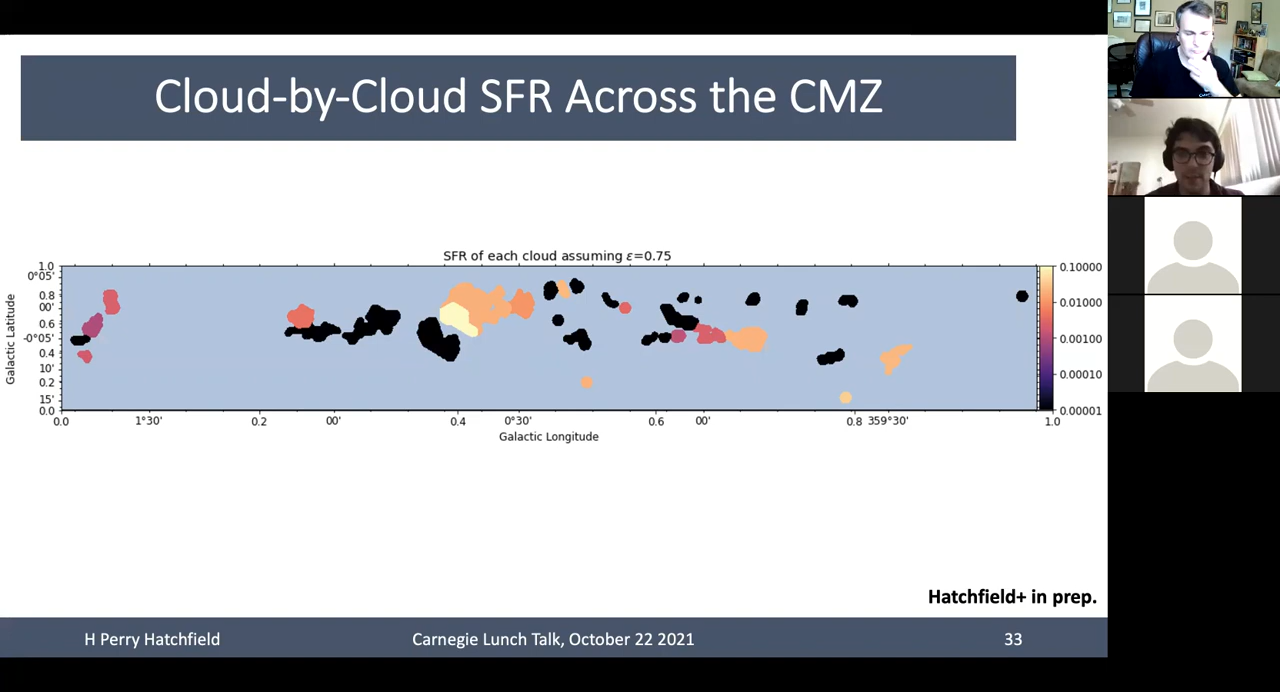 Cloud-by-Cloud SFR Across the CMZ
SFR of each cloud assuming ε=0.75
Galactic Latitude
1.0
0°05'
0.8
00'
0.6
-0°05'
0.4
10'
0.2
15'
0.0
0.10000
0.01000
0.00100
0.00010
0.00001
0.0 1°30' 0.2 00' 0.4 0°30' 0.6 00' 0.8 359°30' 1.0
Galactic Longitude
Hatchfield+ in prep.
H Perry Hatchfield Carnegie Lunch Talk, October 22 2021 33